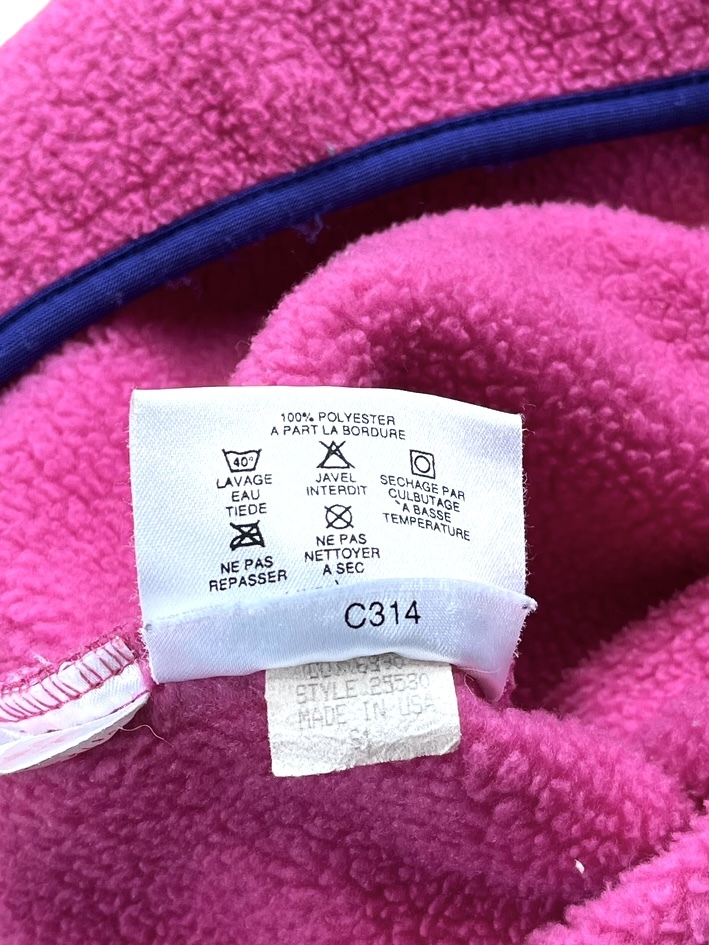 100% POLYESTER
A PART LA BORDURE
40°
LAVAGE
EAU
TIEDE
JAVEL
INTERDIT
SECHAGE PAR
CULBUTAGE
`A BASSE
TEMPERATURE
NE PAS
REPASSER
NE PAS
NETTOYER
A SEC
C314
STYLE 25580
MADE IN USA